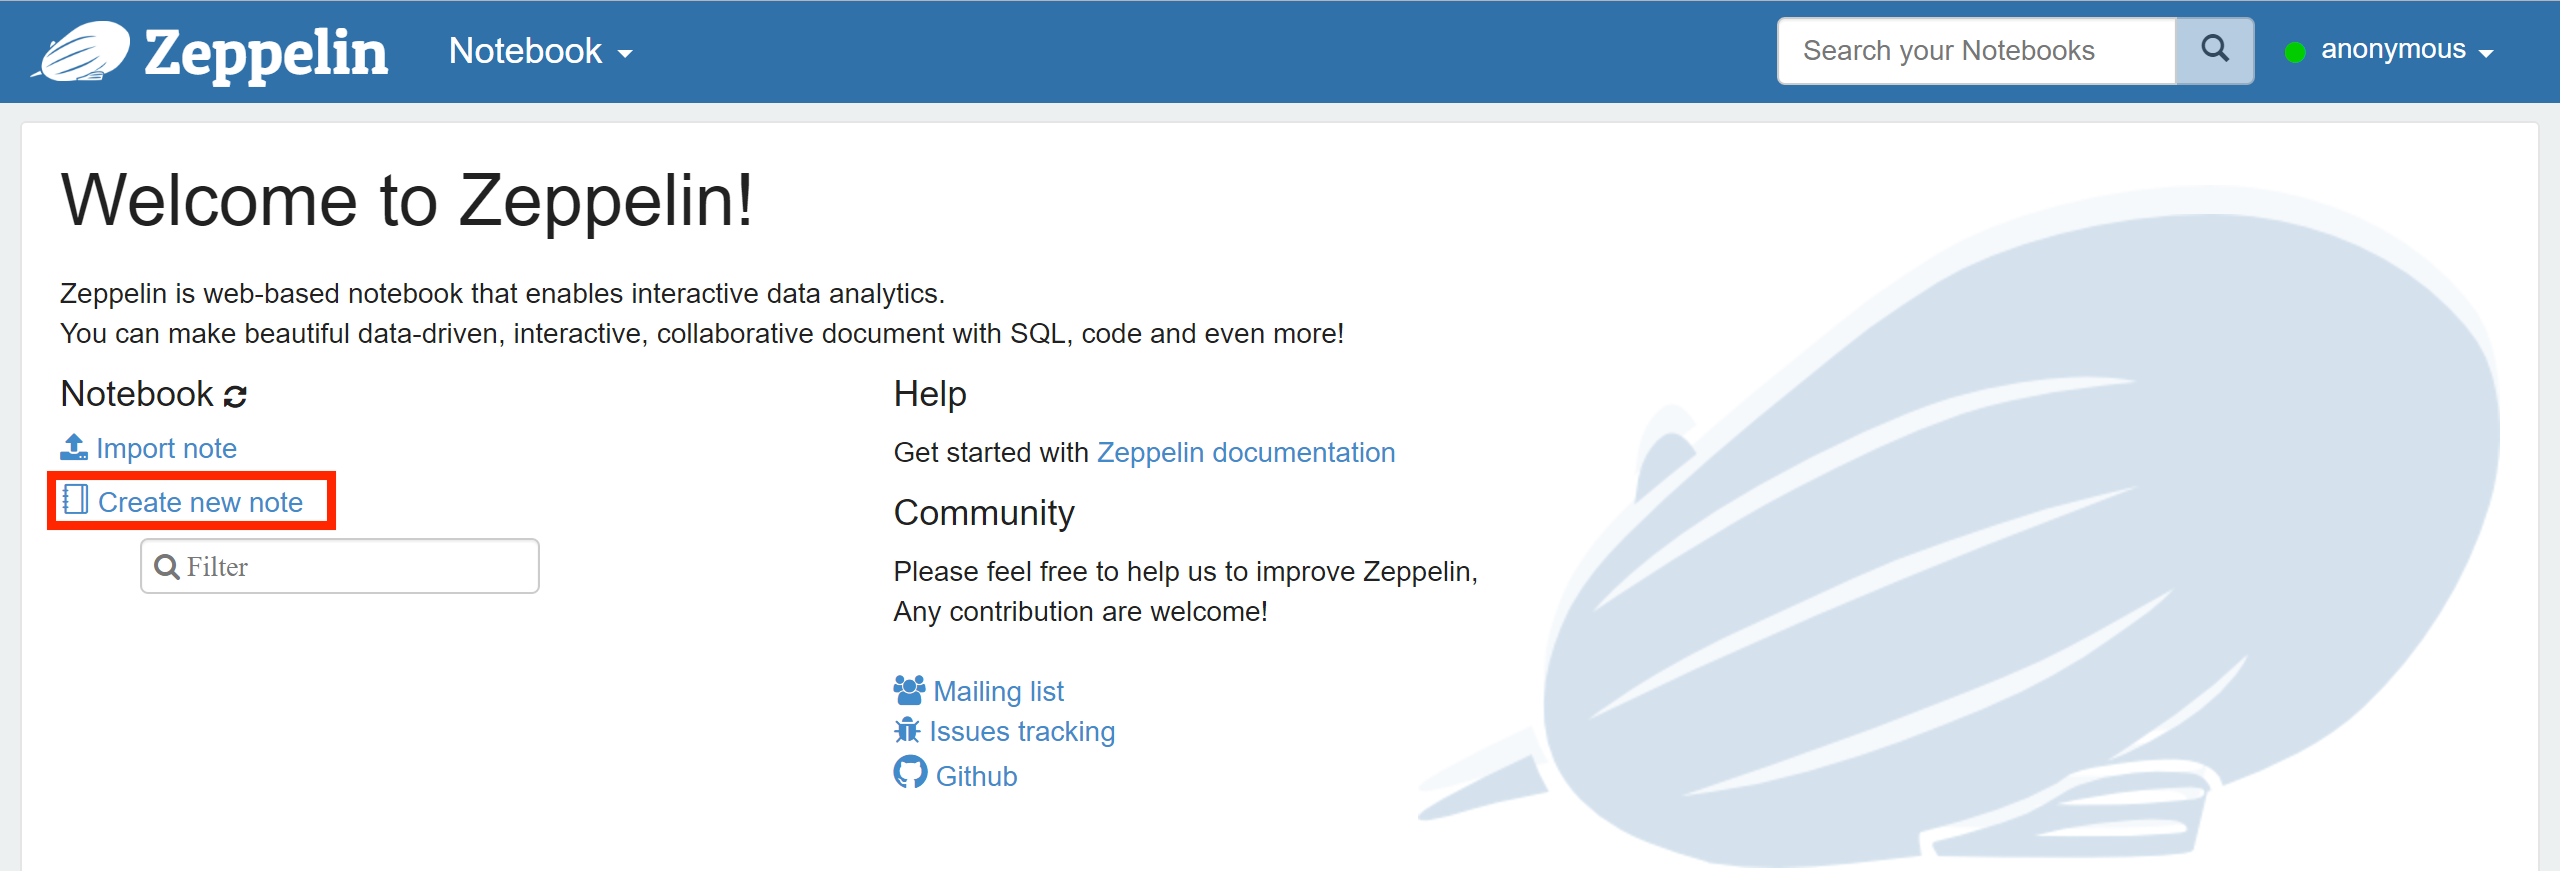 Zeppelin
Notebook
Search your Notebooks
anonymous
Welcome to Zeppelin!
Zeppelin is web-based notebook that enables interactive data analytics.
You can make beautiful data-driven, interactive, collaborative document with SQL, code and even more!
Notebook
Import note
Create new note
Filter
Help
Get started with Zeppelin documentation
Community
Please feel free to help us to improve Zeppelin,
Any contribution are welcome!
Mailing list
Issues tracking
Github